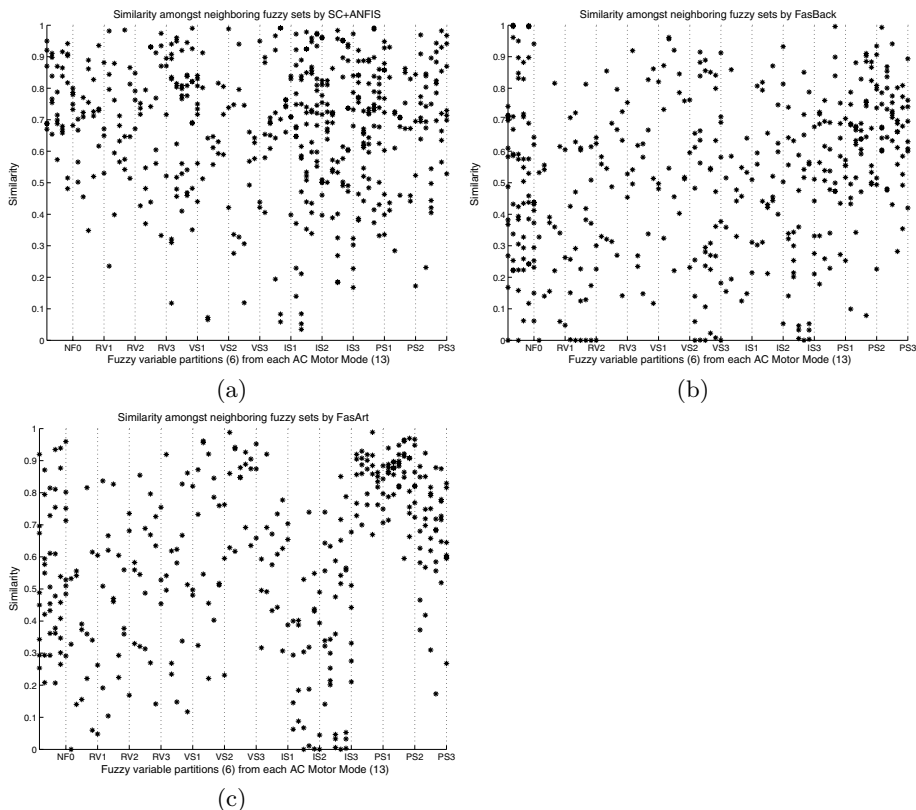 Similarity amongst neighboring fuzzy sets by SC+ANFIS
1
0.9
0.8
0.7
0.6
0.5
0.4
0.3
0.2
0.1
0
Similarity
NF0 RV1 RV2 RV3 VS1 VS2 VS3 IS1 IS2 IS3 PS1 PS2 PS3
Fuzzy variable partitions (6) from each AC Motor Mode (13)
(a)
Similarity amongst neighboring fuzzy sets by FasBack
1
0.9
0.8
0.7
0.6
0.5
0.4
0.3
0.2
0.1
0
Similarity
NF0 RV1 RV2 RV3 VS1 VS2 VS3 IS1 IS2 IS3 PS1 PS2 PS3
Fuzzy variable partitions (6) from each AC Motor Mode (13)
(b)
Similarity amongst neighboring fuzzy sets by FasArt
1
0.9
0.8
0.7
0.6
0.5
0.4
0.3
0.2
0.1
0
Similarity
NF0 RV1 RV2 RV3 VS1 VS2 VS3 IS1 IS2 IS3 PS1 PS2 PS3
Fuzzy variable partitions (6) from each AC Motor Mode (13)
(c)